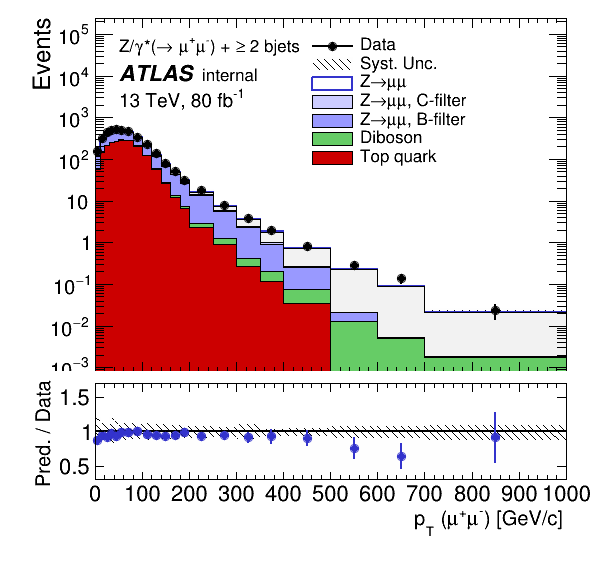 Events
10⁵
10⁴
10³
10²
10
1
10⁻¹
10⁻²
10⁻³
Z/γ*(→ μ⁺μ⁻) + ≥ 2 bjets
ATLAS internal
13 TeV, 80 fb⁻¹
Data
Syst. Unc.
Z→μμ
Z→μμ, C-filter
Z→μμ, B-filter
Diboson
Top quark
Pred. / Data
1.5
1
0.5
0 100 200 300 400 500 600 700 800 900 1000
p_T (μ⁺μ⁻) [GeV/c]